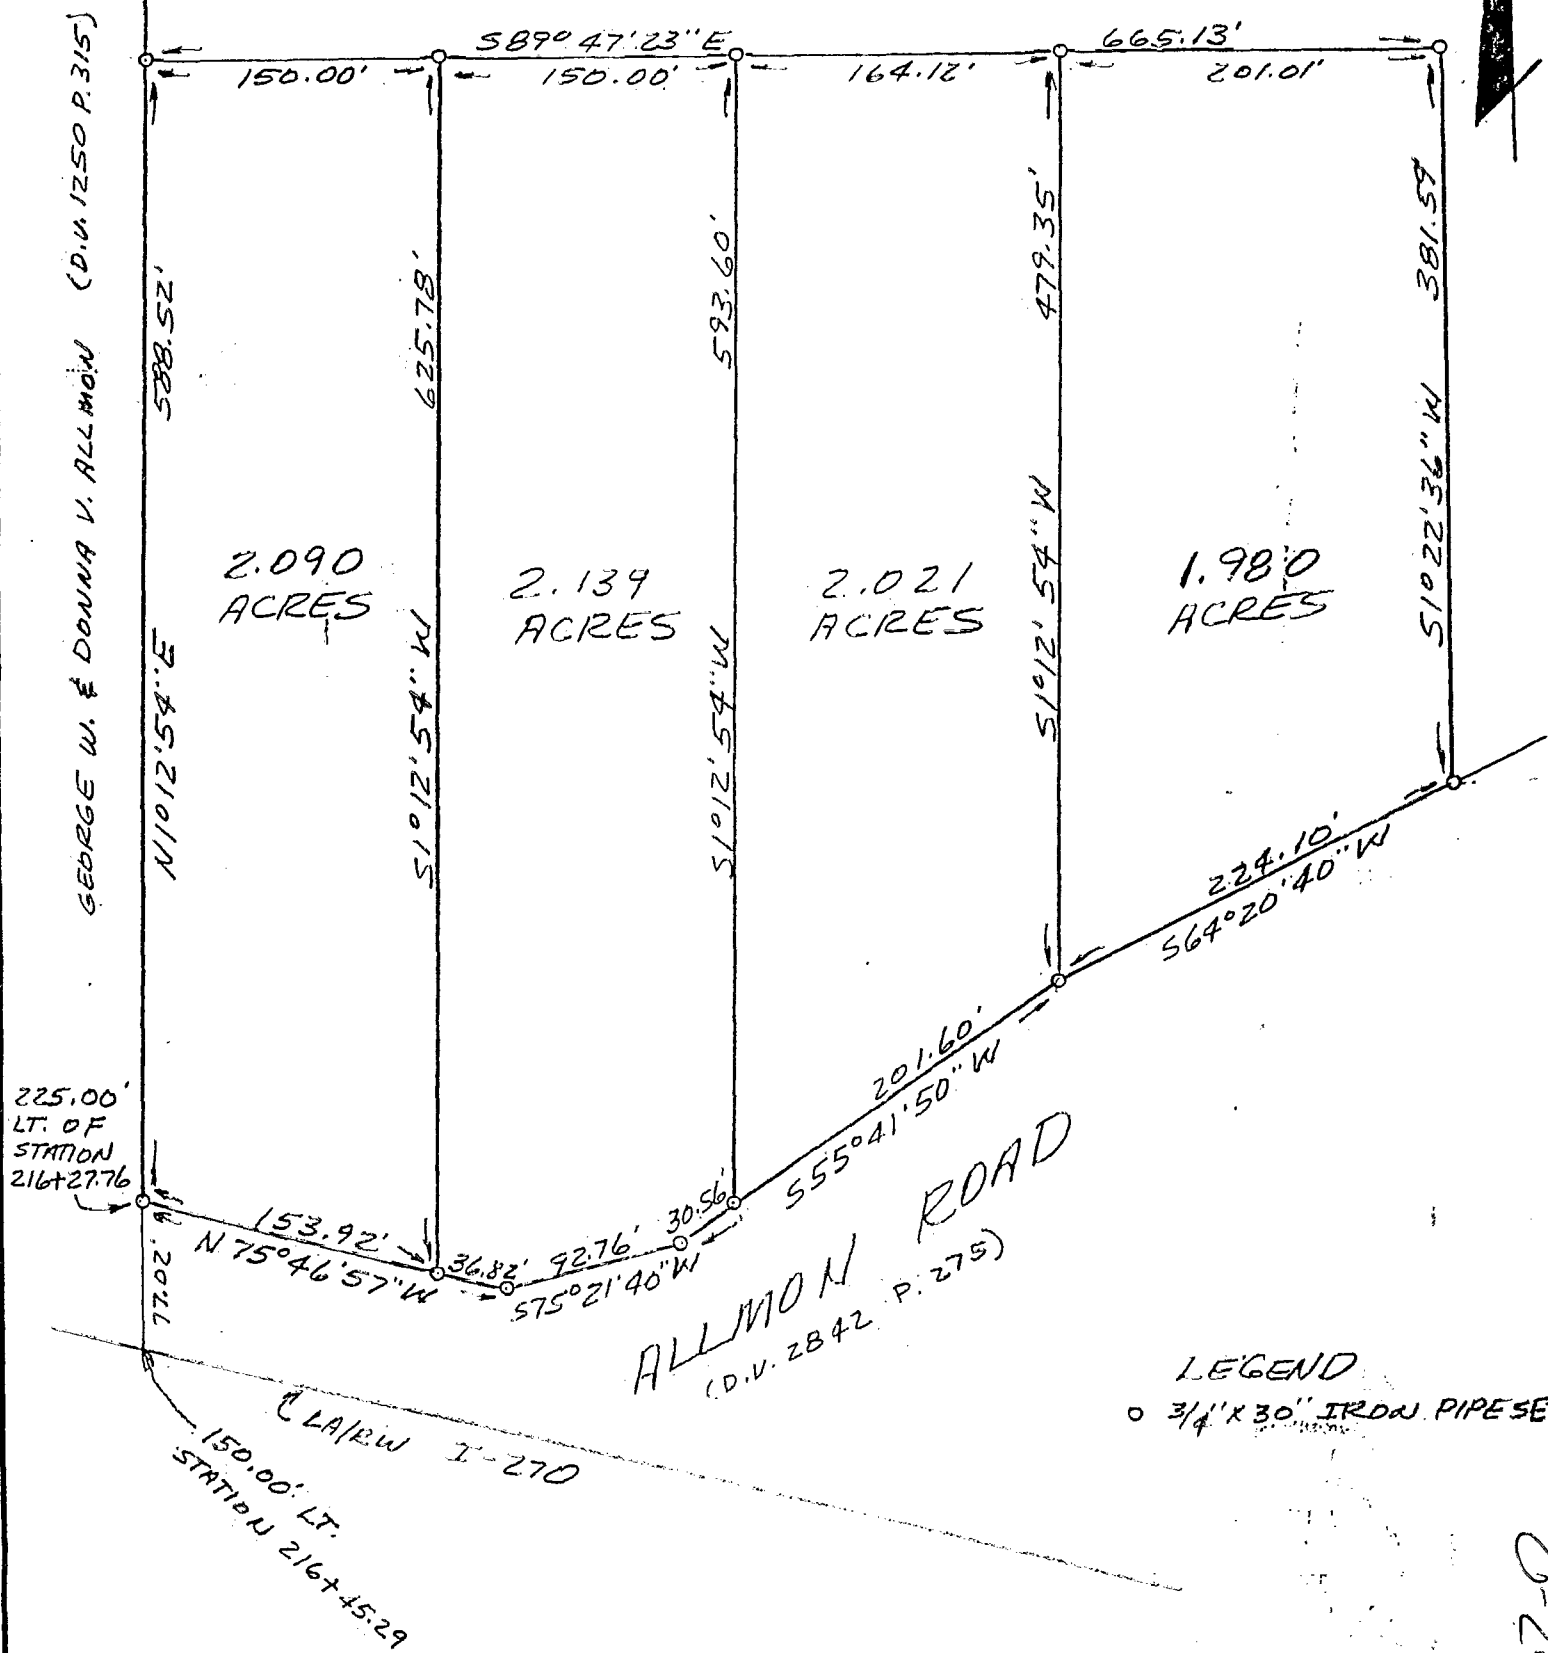 S89° 47' 23" E
665.13'
150.00'
150.00'
164.12'
201.01'
GEORGE W. & DONNA V. ALLMON (D.V. 1250 P. 315)
588.52'
N1°12'54"E
625.78'
S1°12'54"W
593.60'
S1°12'54"W
479.35'
S1°12'54"W
381.59
S1°22'36"W
2.090
ACRES
2.139
ACRES
2.021
ACRES
1.980
ACRES
225.00'
LT. OF
STATION
216+27.76
153.92'
N 75°46'57"W
36.82'
92.76'
S75°21'40"W
30.56'
201.60'
S55°41'50"W
224.10'
S64°20'40"W
77.02
ALLMON ROAD
(D.V. 2842 P. 275)
LA/RW I-270
150.00' LT.
STATION 216+45.29
LEGEND
3/4" X 30" IRON PIPE SE